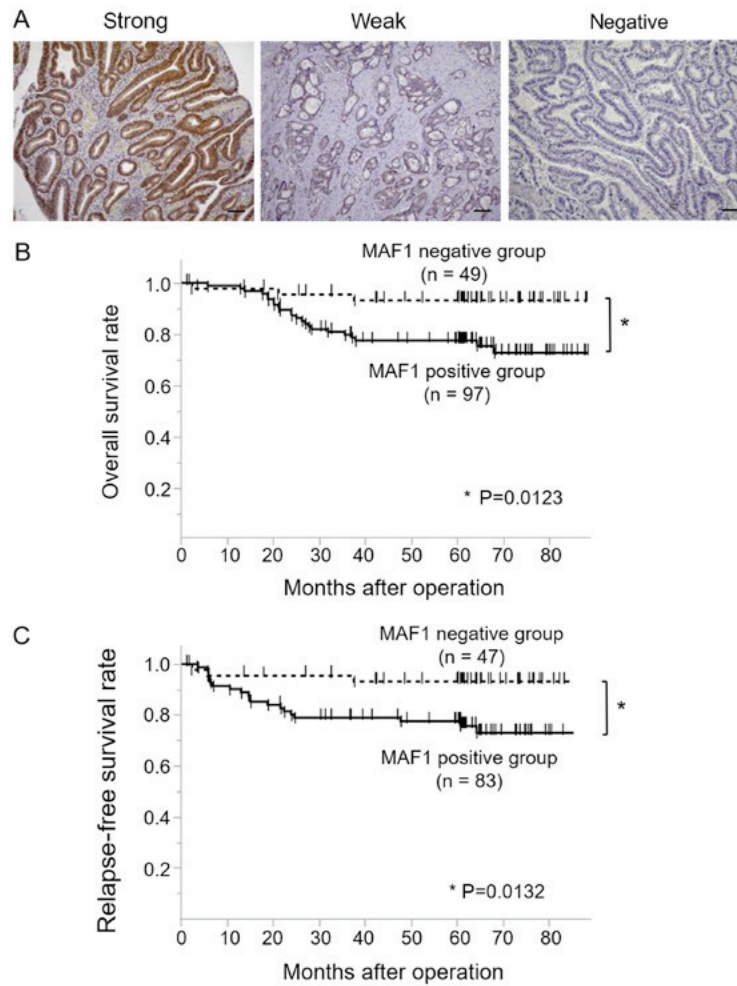 A
Strong Weak Negative
B
MAF1 negative group
(n = 49)
1.0
0.8
0.6
0.4
0.2
Overall survival rate
*
MAF1 positive group
(n = 97)
* P=0.0123
0 10 20 30 40 50 60 70 80
Months after operation
C
MAF1 negative group
(n = 47)
1.0
0.8
0.6
0.4
0.2
Relapse-free survival rate
*
MAF1 positive group
(n = 83)
* P=0.0132
0 10 20 30 40 50 60 70 80
Months after operation